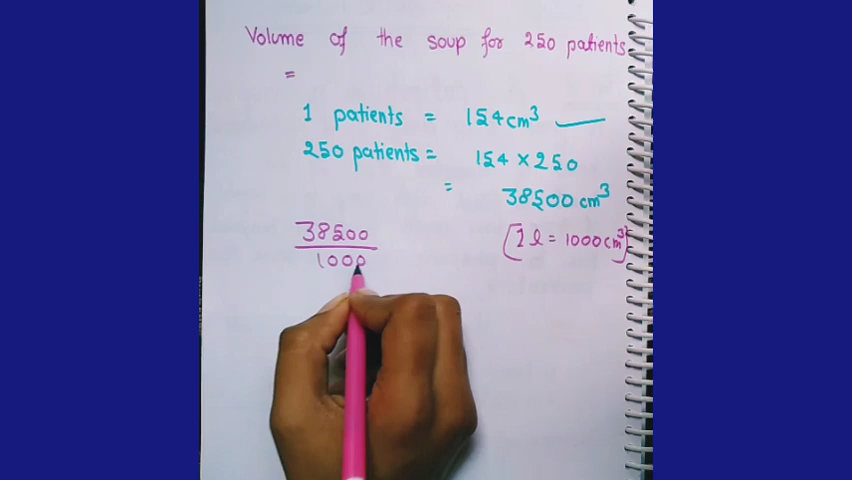 Volume of the soup for 250 patients
=
1 patients = 154 cm³
250 patients = 154 × 250
= 38500 cm³
38500
1000
[1 l = 1000 cm³]